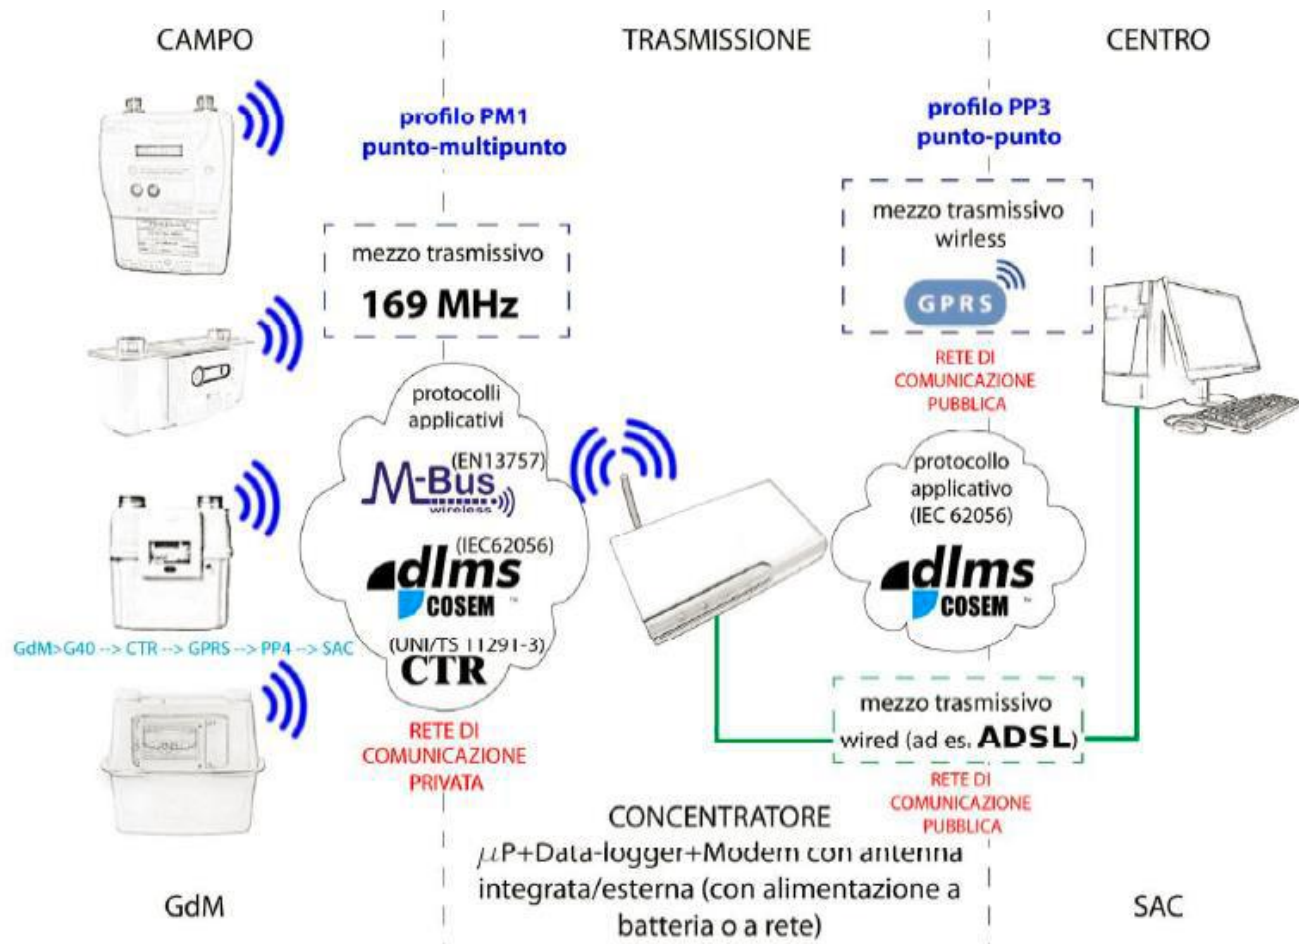 CAMPO
TRASMISSIONE
CENTRO
profilo PM1
punto-multipunto
profilo PP3
punto-punto
mezzo trasmissivo
169 MHz
mezzo trasmissivo
wirless
GPRS
RETE DI
COMUNICAZIONE
PUBBLICA
protocolli
applicativi
(EN13757)
M-Bus
wireless
(IEC62056)
dlms
COSEM ™
(UNI/TS 11291-3)
CTR
protocollo
applicativo
(IEC 62056)
dlms
COSEM ™
GdM>G40 --> CTR --> GPRS --> PP4 --> SAC
RETE DI
COMUNICAZIONE
PRIVATA
mezzo trasmissivo
wired (ad es. ADSL)
RETE DI
COMUNICAZIONE
PUBBLICA
CONCENTRATORE
μP+Data-logger+Modem con antenna
integrata/esterna (con alimentazione a
batteria o a rete)
GdM
SAC